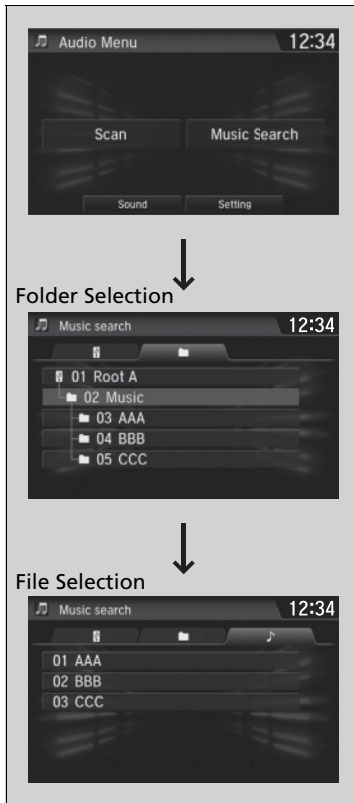 Audio Menu 12:34
Scan Music Search
Sound Setting
Folder Selection
Music search 12:34
01 Root A
02 Music
03 AAA
04 BBB
05 CCC
File Selection
Music search 12:34
01 AAA
02 BBB
03 CCC